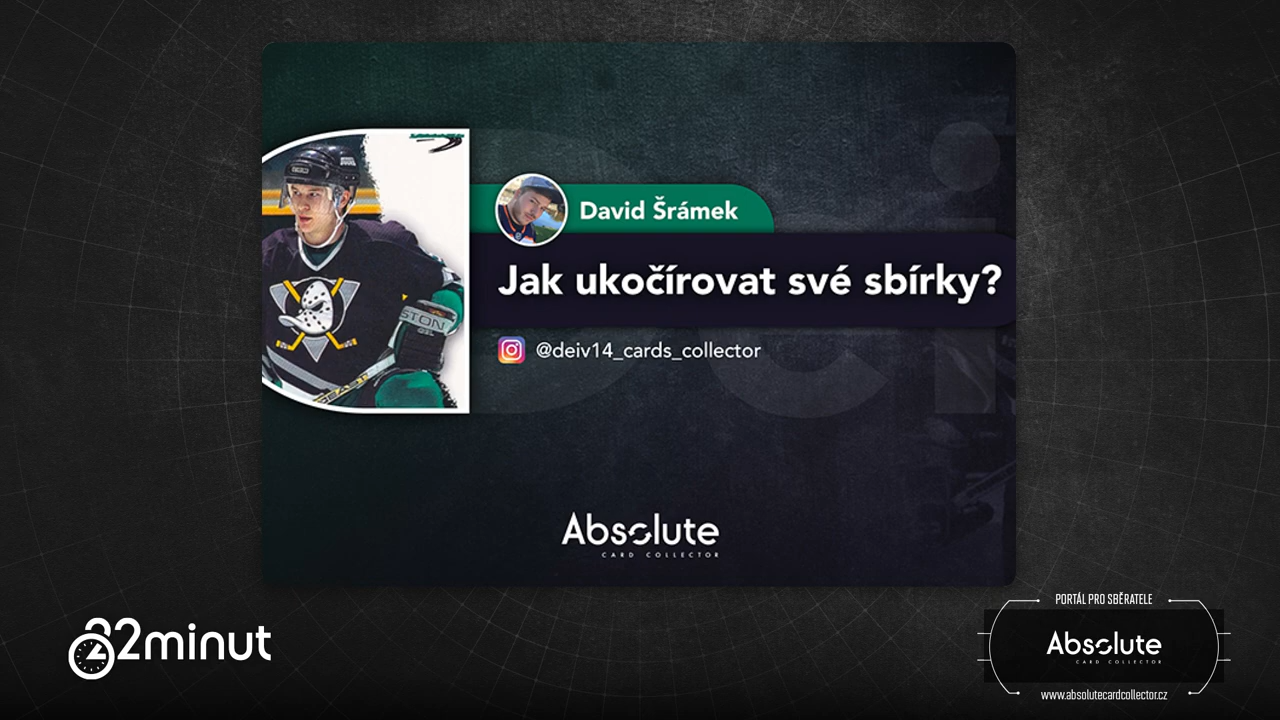 David Šrámek
Jak ukočírovat své sbírky?
@deiv14_cards_collector
Absolute
CARD COLLECTOR
22minut
PORTÁL PRO SBĚRATELE
Absolute
CARD COLLECTOR
www.absolutecardcollector.cz